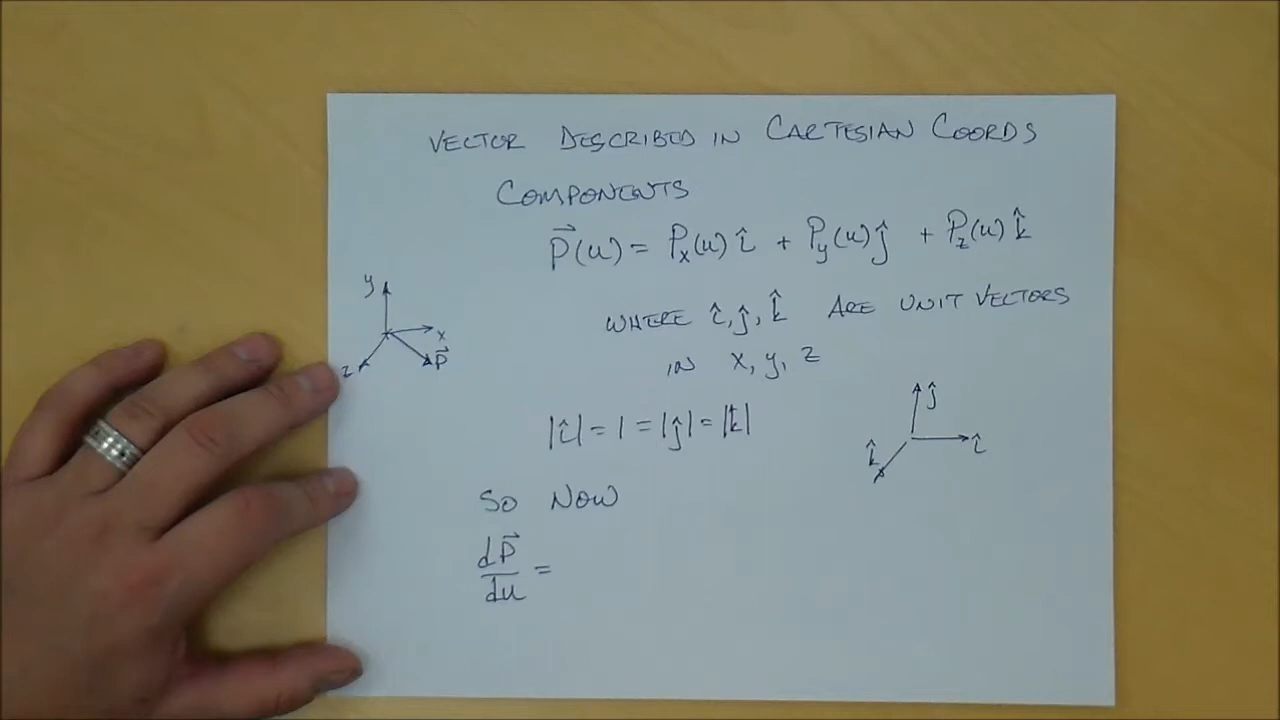 VECTOR DESCRIBED IN CARTESIAN COORDS
COMPONENTS
P⃗(u) = Px(u) î + Py(u) ĵ + Pz(u) k̂
WHERE î, ĵ, k̂ ARE UNIT VECTORS
IN x, y, z
y
x
z
P⃗
|î| = 1 = |ĵ| = |k̂|
ĵ
î
k̂
SO NOW
dP⃗/du =